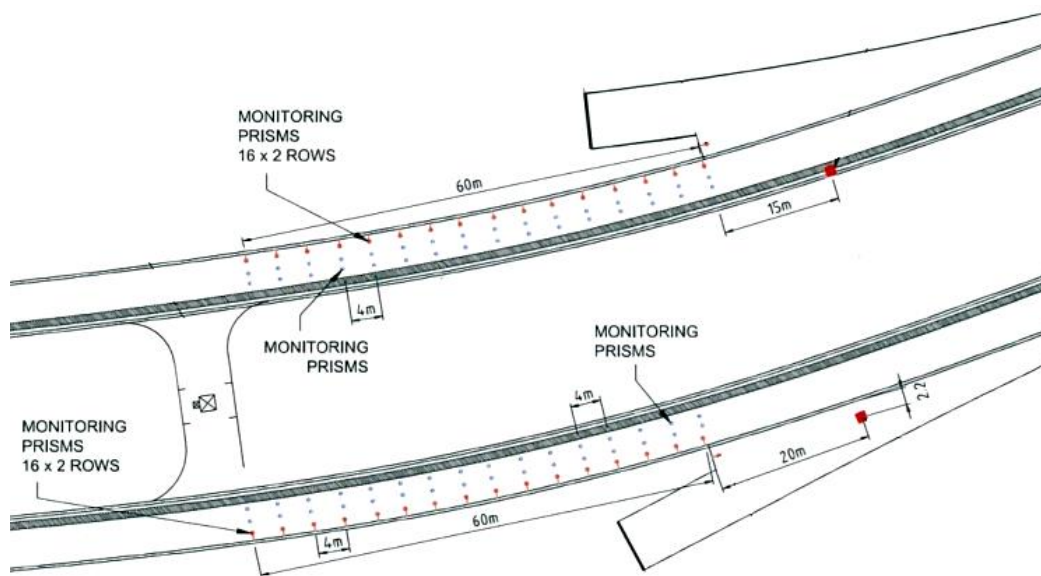 MONITORING
PRISMS
16 x 2 ROWS
60m
15m
4m
MONITORING
PRISMS
MONITORING
PRISMS
4m
2.2
MONITORING
PRISMS
16 x 2 ROWS
20m
60m
4m